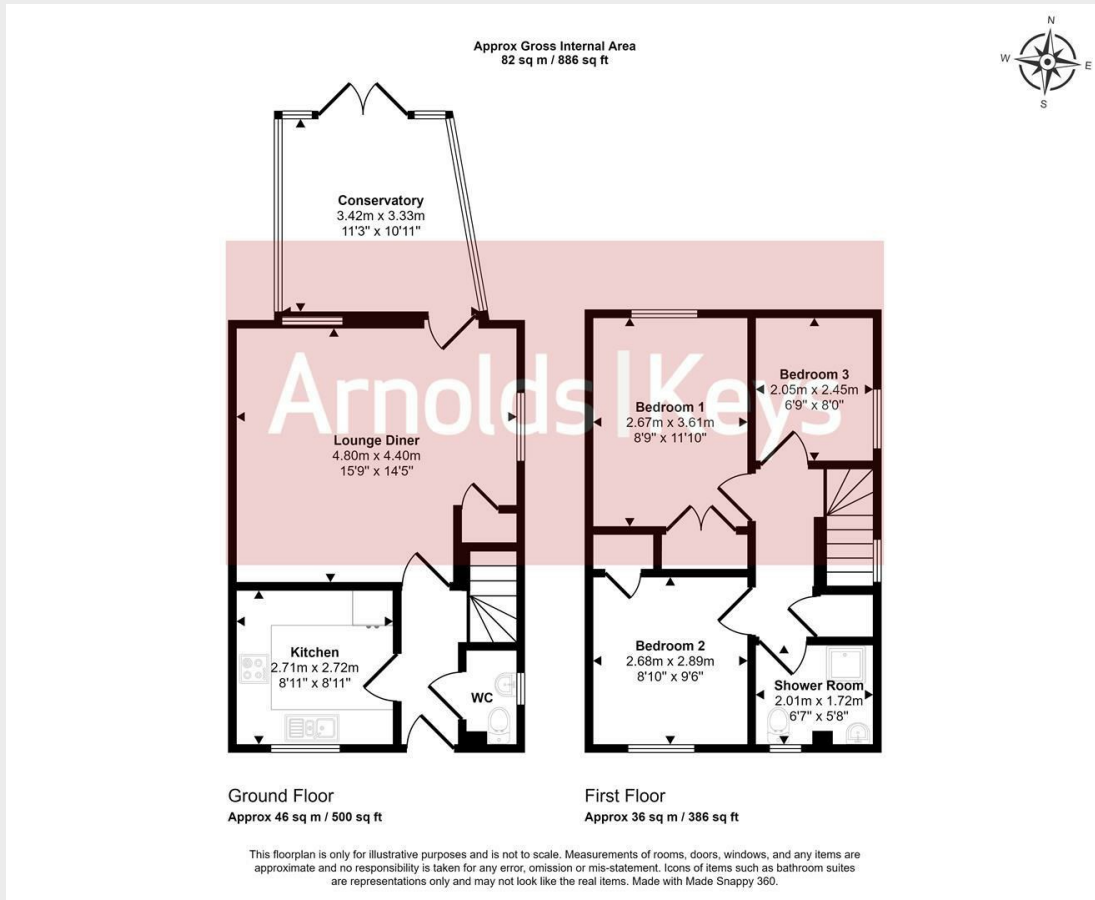 Approx Gross Internal Area
82 sq m / 886 sq ft
N
W
E
S
Conservatory
3.42m x 3.33m
11'3" x 10'11"
Arnolds|Keys
Lounge Diner
4.80m x 4.40m
15'9" x 14'5"
Bedroom 1
2.67m x 3.61m
8'9" x 11'10"
Bedroom 3
2.05m x 2.45m
6'9" x 8'0"
Kitchen
2.71m x 2.72m
8'11" x 8'11"
WC
Bedroom 2
2.68m x 2.89m
8'10" x 9'6"
Shower Room
2.01m x 1.72m
6'7" x 5'8"
Ground Floor
Approx 46 sq m / 500 sq ft
First Floor
Approx 36 sq m / 386 sq ft
This floorplan is only for illustrative purposes and is not to scale. Measurements of rooms, doors, windows, and any items are
approximate and no responsibility is taken for any error, omission or mis-statement. Icons of items such as bathroom suites
are representations only and may not look like the real items. Made with Made Snappy 360.